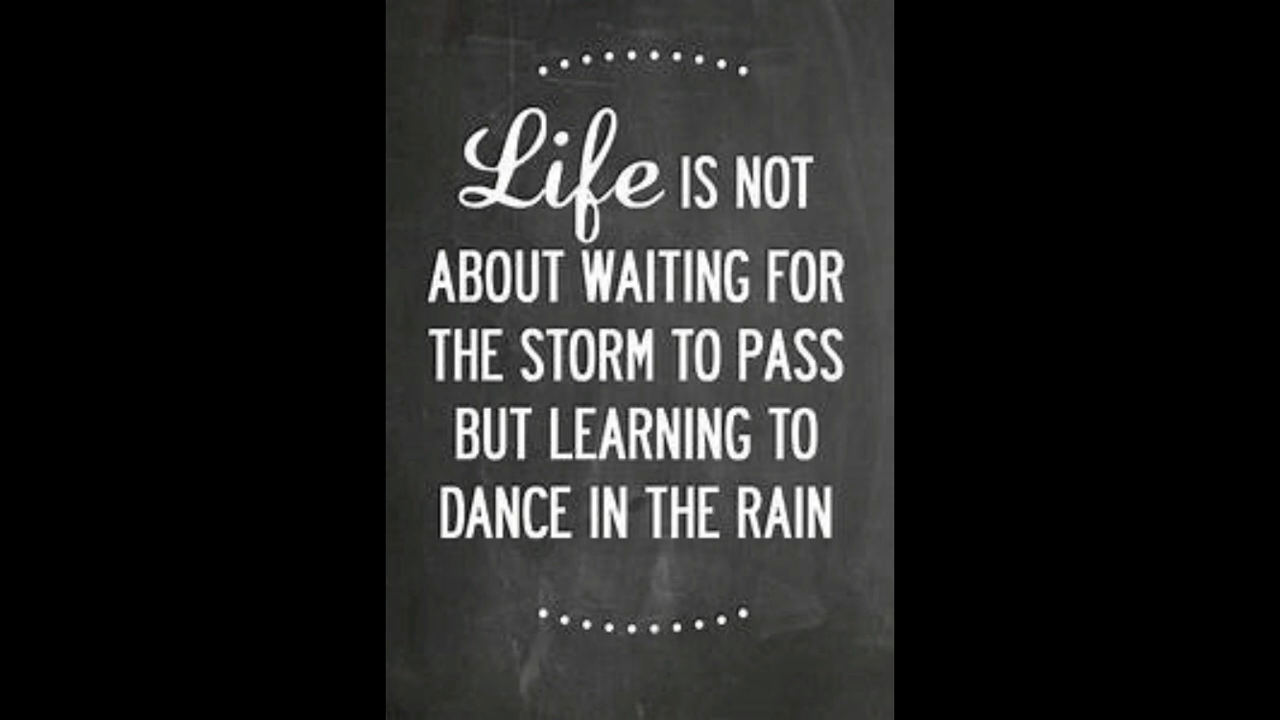 Life IS NOT
ABOUT WAITING FOR
THE STORM TO PASS
BUT LEARNING TO
DANCE IN THE RAIN